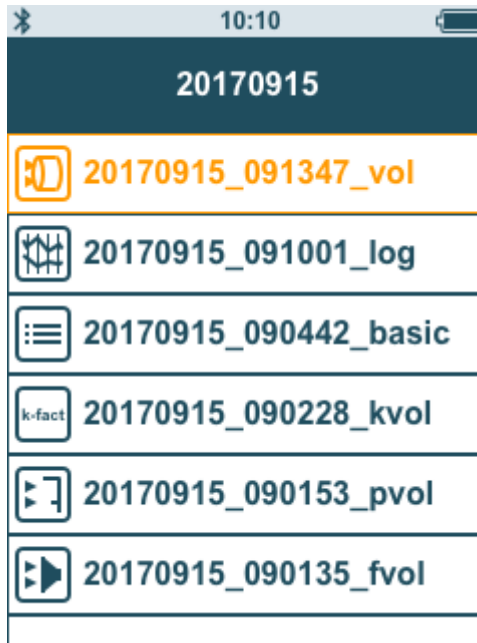 10:10
20170915
20170915_091347_vol
20170915_091001_log
20170915_090442_basic
k-fact 20170915_090228_kvol
20170915_090153_pvol
20170915_090135_fvol